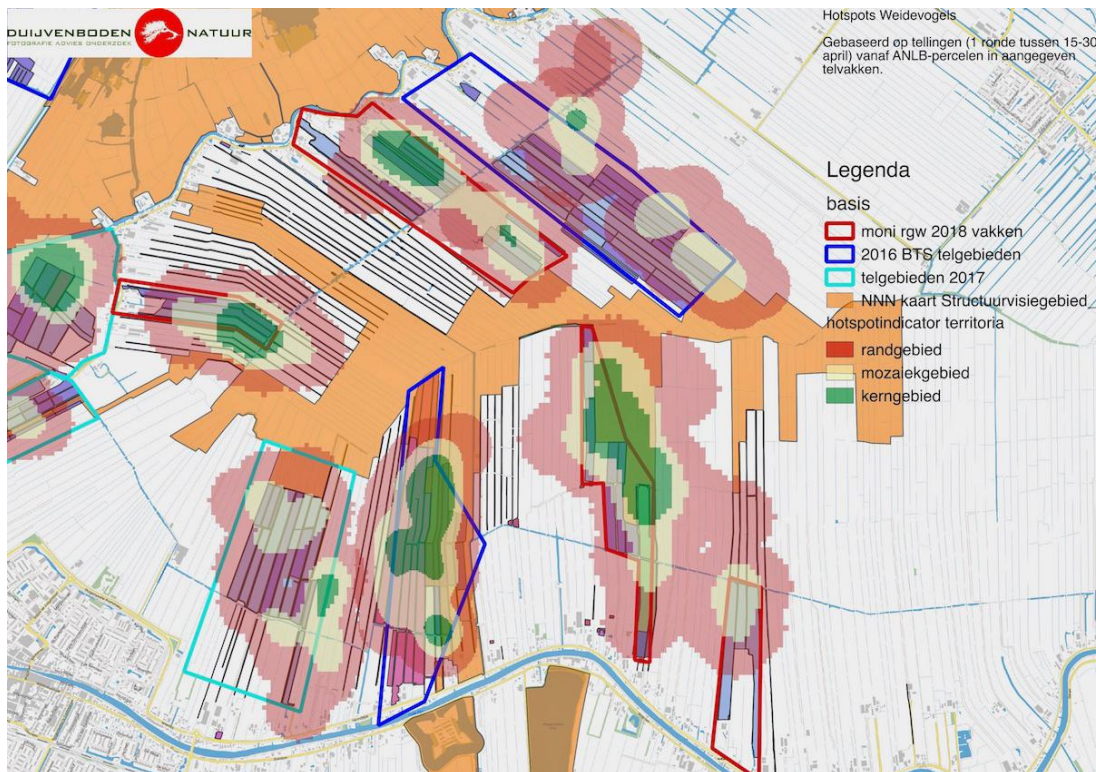 DUIJVENBODEN NATUUR
FOTOGRAFIE ADVIES ONDERZOEK
Hotspots Weidevogels
Gebaseerd op tellingen (1 ronde tussen 15-30
april) vanaf ANLB-percelen in aangegeven
telvakken.
Legenda
basis
moni rgw 2018 vakken
2016 BTS telgebieden
telgebieden 2017
NNN kaart Structuurvisiegebied
hotspotindicator territoria
randgebied
mozaiekgebied
kerngebied